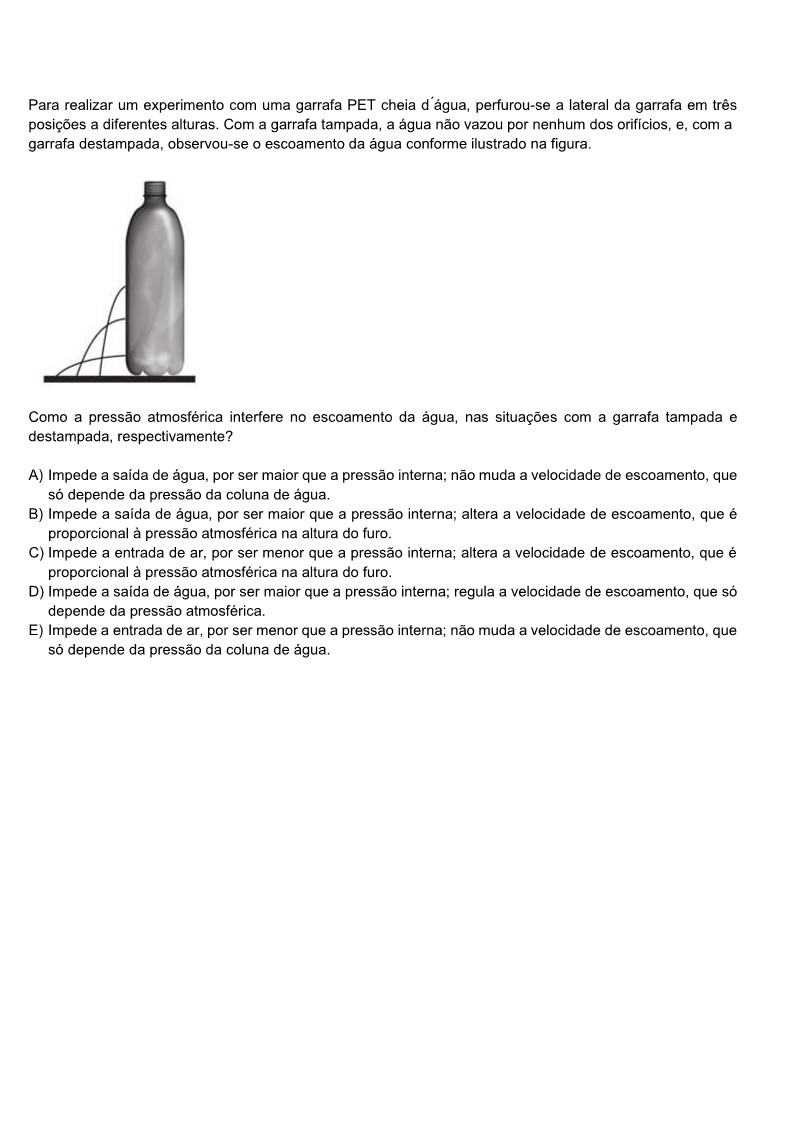 Para realizar um experimento com uma garrafa PET cheia d´água, perfurou-se a lateral da garrafa em três
posições a diferentes alturas. Com a garrafa tampada, a água não vazou por nenhum dos orifícios, e, com a
garrafa destampada, observou-se o escoamento da água conforme ilustrado na figura.
Como a pressão atmosférica interfere no escoamento da água, nas situações com a garrafa tampada e
destampada, respectivamente?
A) Impede a saída de água, por ser maior que a pressão interna; não muda a velocidade de escoamento, que
só depende da pressão da coluna de água.
B) Impede a saída de água, por ser maior que a pressão interna; altera a velocidade de escoamento, que é
proporcional à pressão atmosférica na altura do furo.
C) Impede a entrada de ar, por ser menor que a pressão interna; altera a velocidade de escoamento, que é
proporcional à pressão atmosférica na altura do furo.
D) Impede a saída de água, por ser maior que a pressão interna; regula a velocidade de escoamento, que só
depende da pressão atmosférica.
E) Impede a entrada de ar, por ser menor que a pressão interna; não muda a velocidade de escoamento, que
só depende da pressão da coluna de água.